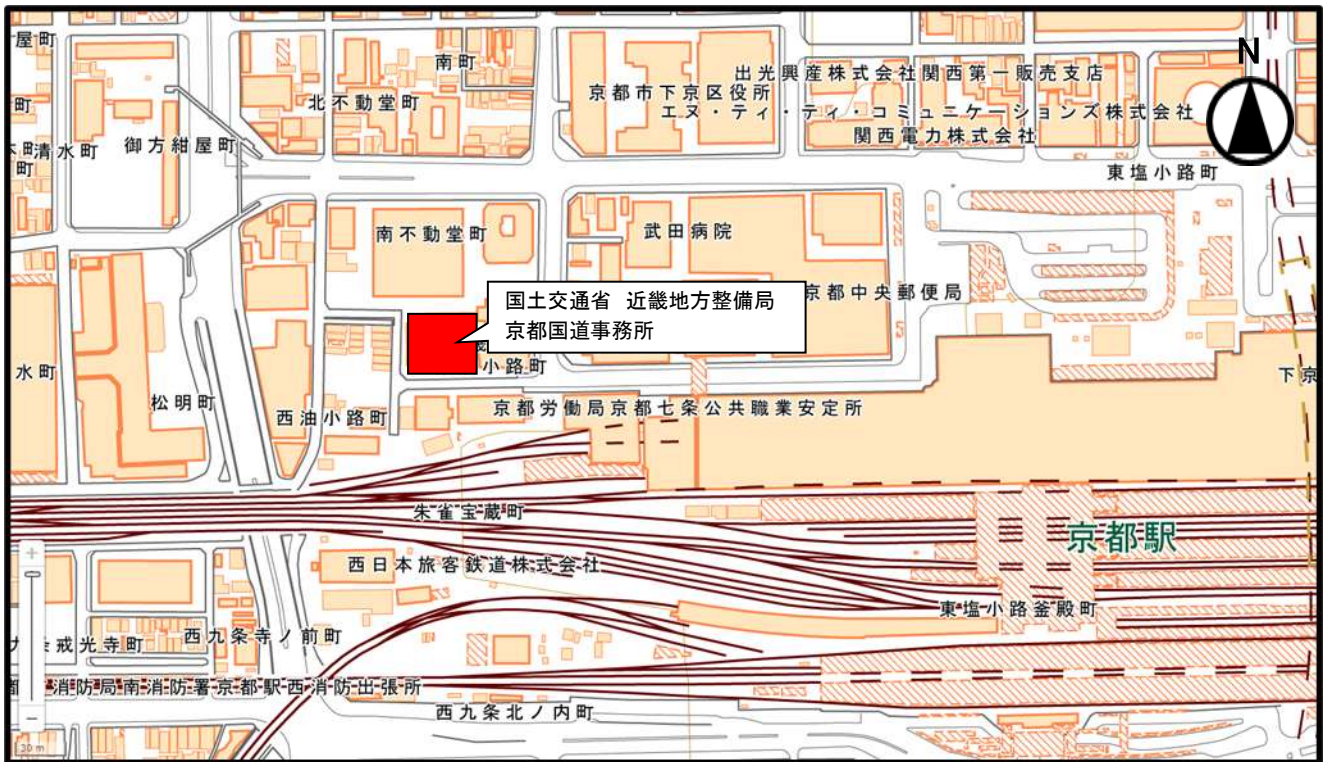 屋町
南町
N
出光興産株式会社関西第一販売支店
京都市下京区役所
北不動堂町
エヌ・ティ・ティ・コミュニケーションズ株式会社
関西電力株式会社
御方紺屋町
清水町
町
町
東塩小路町
南不動堂町
武田病院
国土交通省 近畿地方整備局
京都国道事務所
京都中央郵便局
小路町
水町
下京
松明町
西油小路町
京都労働局京都七条公共職業安定所
朱雀宝蔵町
京都駅
西日本旅客鉄道株式会社
東塩小路釜殿町
西九条寺ノ前町
条戒光寺町
消防局南消防署京都駅西消防出張所
西九条北ノ内町
30 m